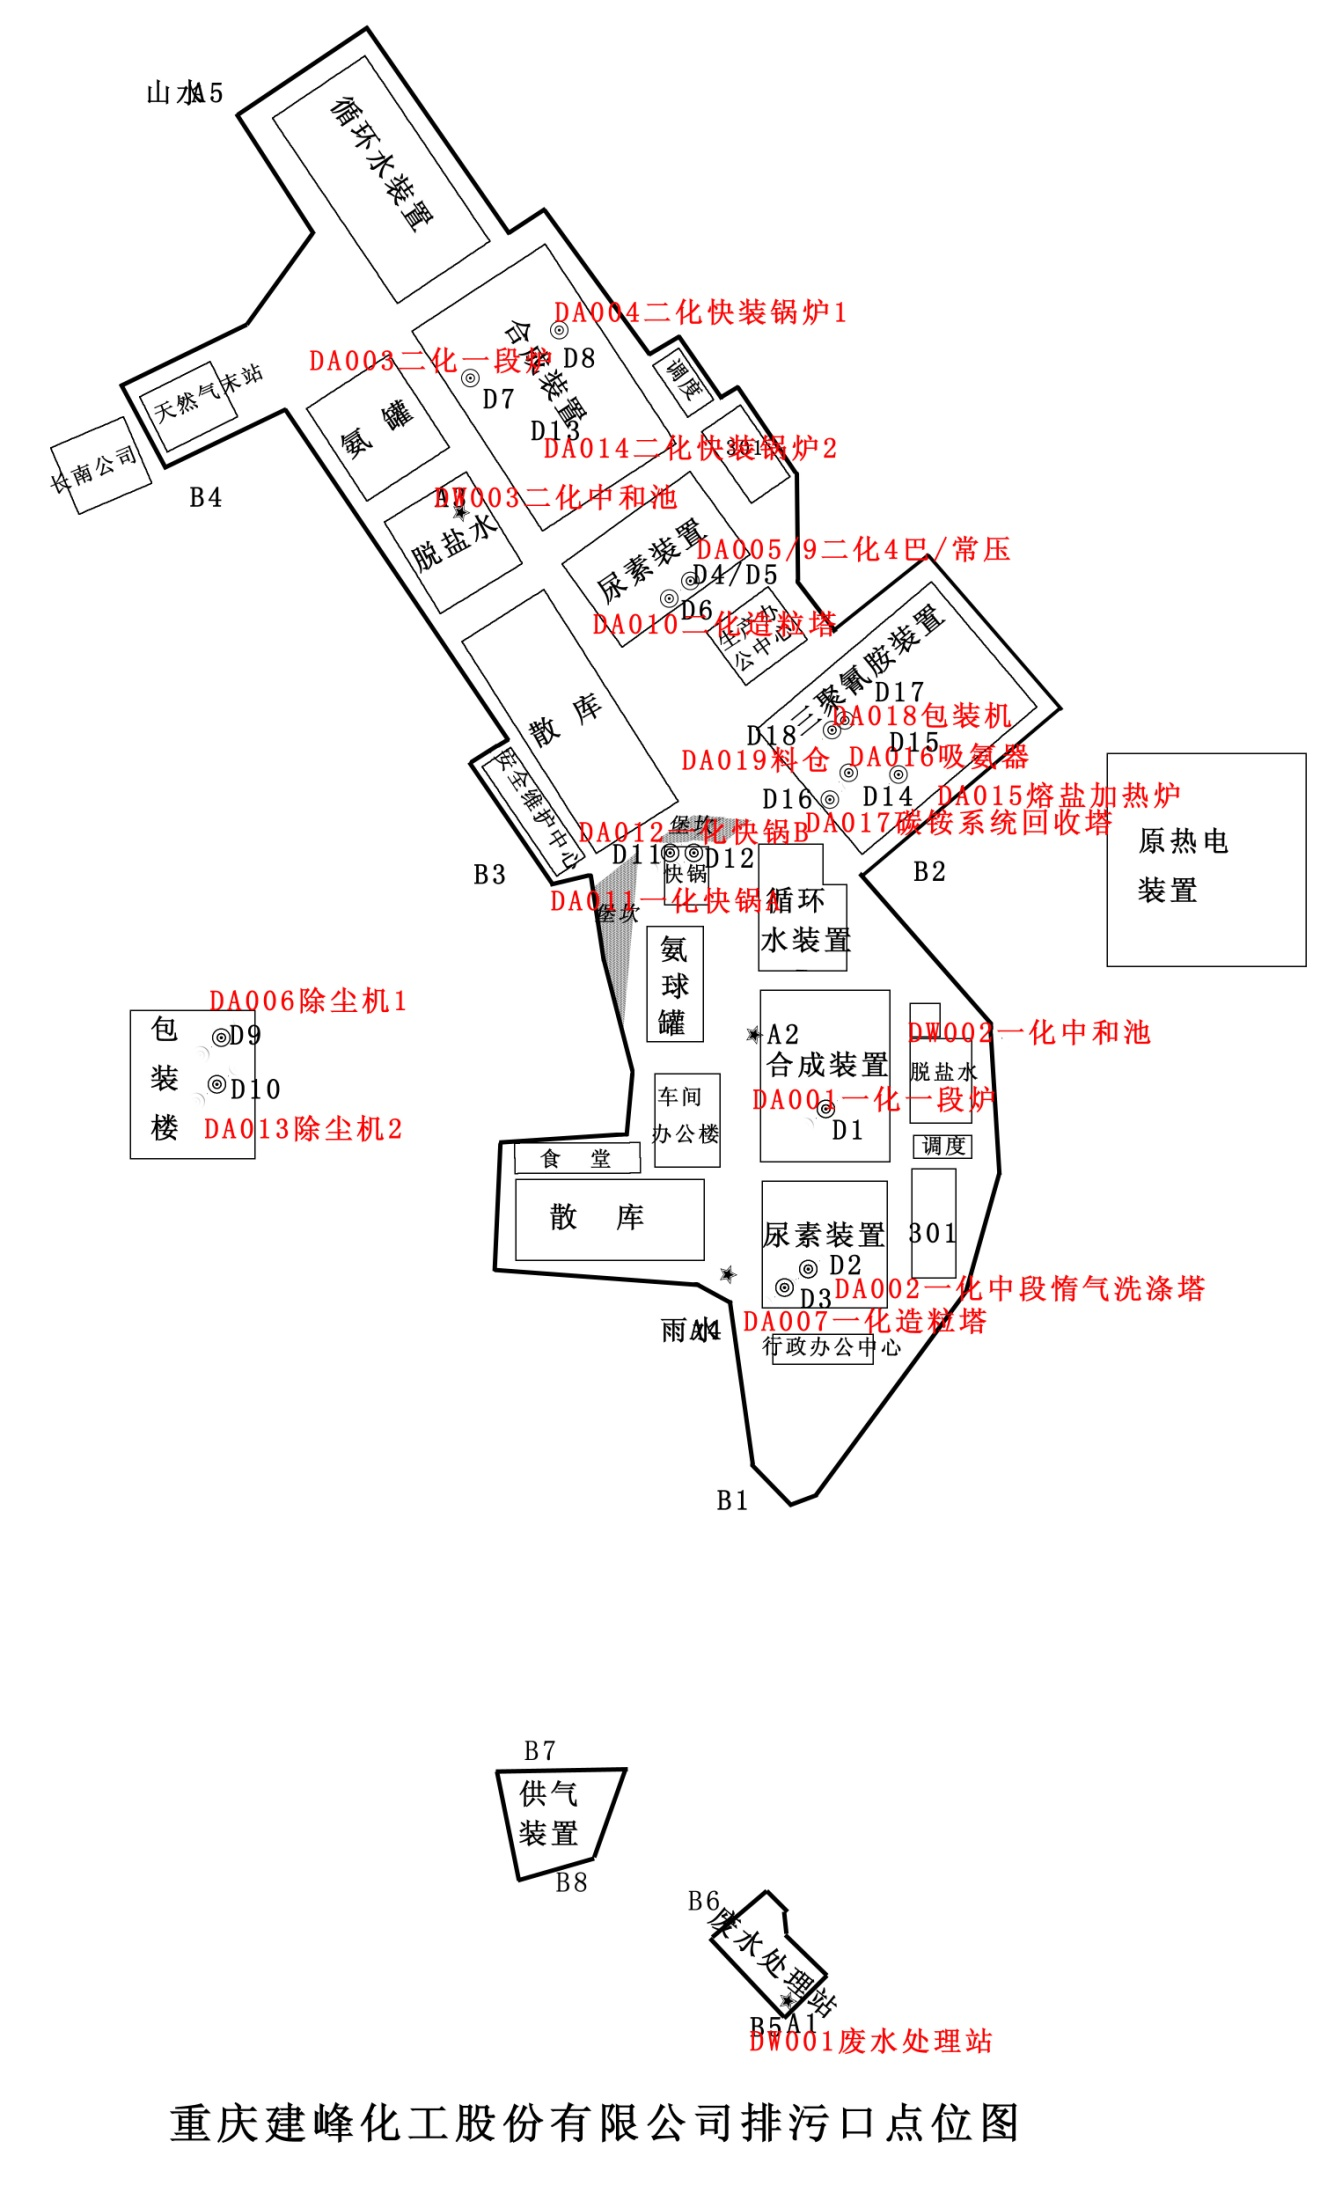 山水A5
循环水装置
DA004二化快装锅炉1
合成装置
D8
DA003二化一段炉
D7
调度
天然气末站
氨 罐
D13
DA014二化快装锅炉2
301
长南公司
B4
DW003二化中和池
脱盐水
尿素装置
DA005/9二化4巴/常压
D4/D5
D6
DA010二化造粒塔
生产办
公中心
三聚氰胺装置
D17
DA018包装机
散 库
D18
D15
DA019料仓
DA016吸氨器
安全维护中心
D16
D14
DA015熔盐加热炉
DA017碳铵系统回收塔
堡坎
DA012一化快锅B
原热电
装置
D11
D12
B3
快锅
B2
DA011一化快锅A
堡坎
循环
水装置
氨
球
罐
DA006除尘机1
包
装
楼
D9
D10
DA013除尘机2
A2
合成装置
DW002一化中和池
脱盐水
DA001一化一段炉
D1
车间
办公楼
调度
食 堂
散 库
尿素装置
301
D2
D3
DA002一化中段惰气洗涤塔
雨水A4
DA007一化造粒塔
行政办公中心
B1
B7
供气
装置
B8
B6
废水处理站
B5
A1
DW001废水处理站
重庆建峰化工股份有限公司排污口点位图